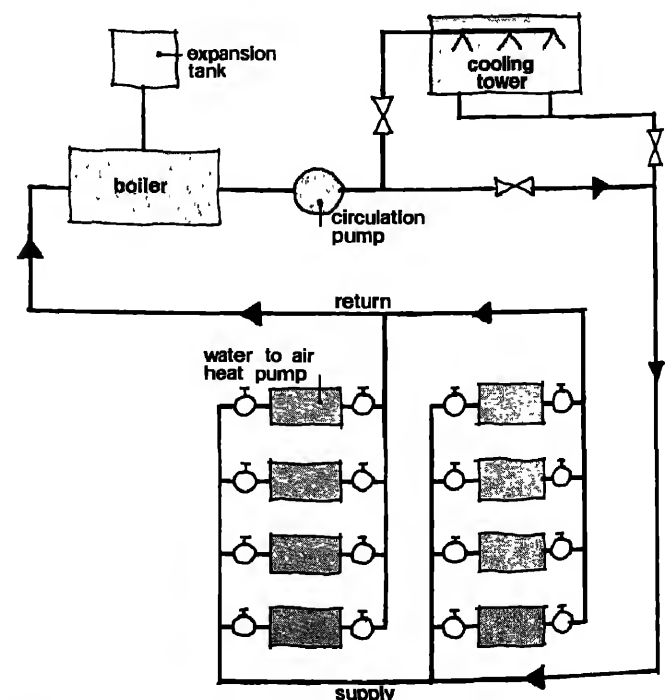 expansion
tank
cooling
tower
boiler
circulation
pump
return
water to air
heat pump
supply